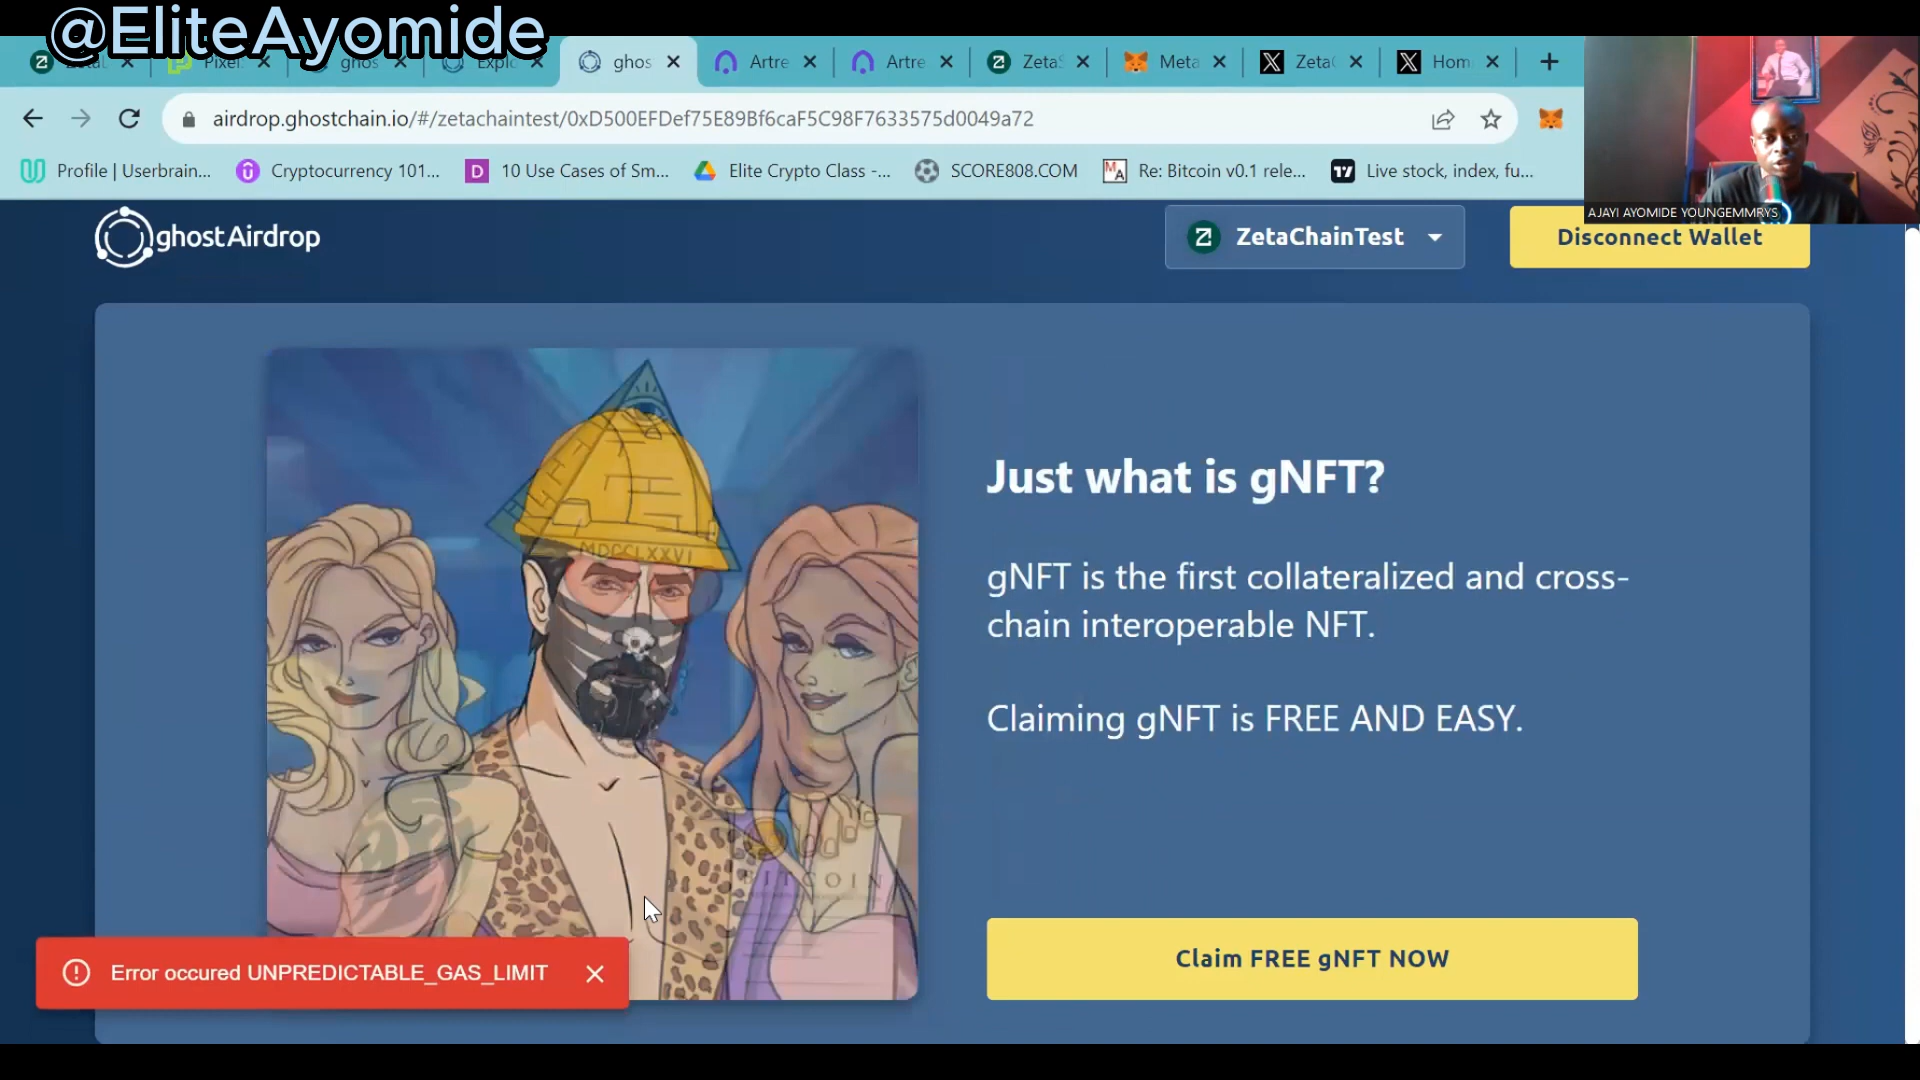 @EliteAyomide
ghos
Artre
Artre
ZetaS
Meta
Zeta
Hom
airdrop.ghostchain.io/#/zetachaintest/0xD500EFDef75E89Bf6caF5C98F7633575d0049a72
Profile | Userbrain...
Cryptocurrency 101...
10 Use Cases of Sm...
Elite Crypto Class -...
SCORE808.COM
Re: Bitcoin v0.1 rele...
Live stock, index, fu...
AJAYI AYOMIDE YOUNGEMMRYS
ghostAirdrop
ZetaChainTest
Disconnect Wallet
MDCCLXXVI
Just what is gNFT?
gNFT is the first collateralized and cross-
chain interoperable NFT.
Claiming gNFT is FREE AND EASY.
BITCOIN
Claim FREE gNFT NOW
Error occured UNPREDICTABLE_GAS_LIMIT